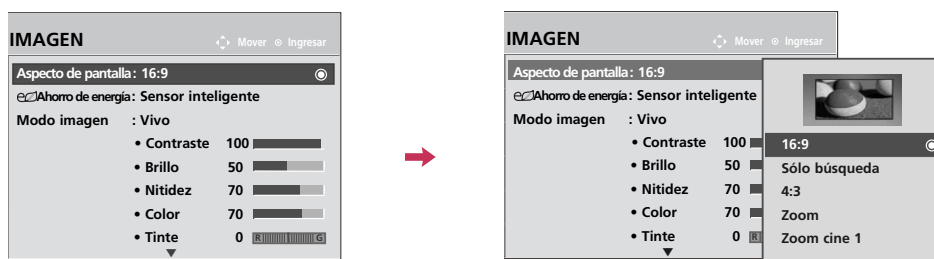 IMAGEN
Mover Ingresar
Aspecto de pantalla : 16:9
Ahorro de energía : Sensor inteligente
Modo imagen : Vivo
• Contraste 100
• Brillo 50
• Nitidez 70
• Color 70
• Tinte 0 R G
IMAGEN
Mover Ingresar
Aspecto de pantalla : 16:9
Ahorro de energía : Sensor inteligente
Modo imagen : Vivo
• Contraste 100
• Brillo 50
• Nitidez 70
• Color 70
• Tinte 0 R
16:9
Sólo búsqueda
4:3
Zoom
Zoom cine 1